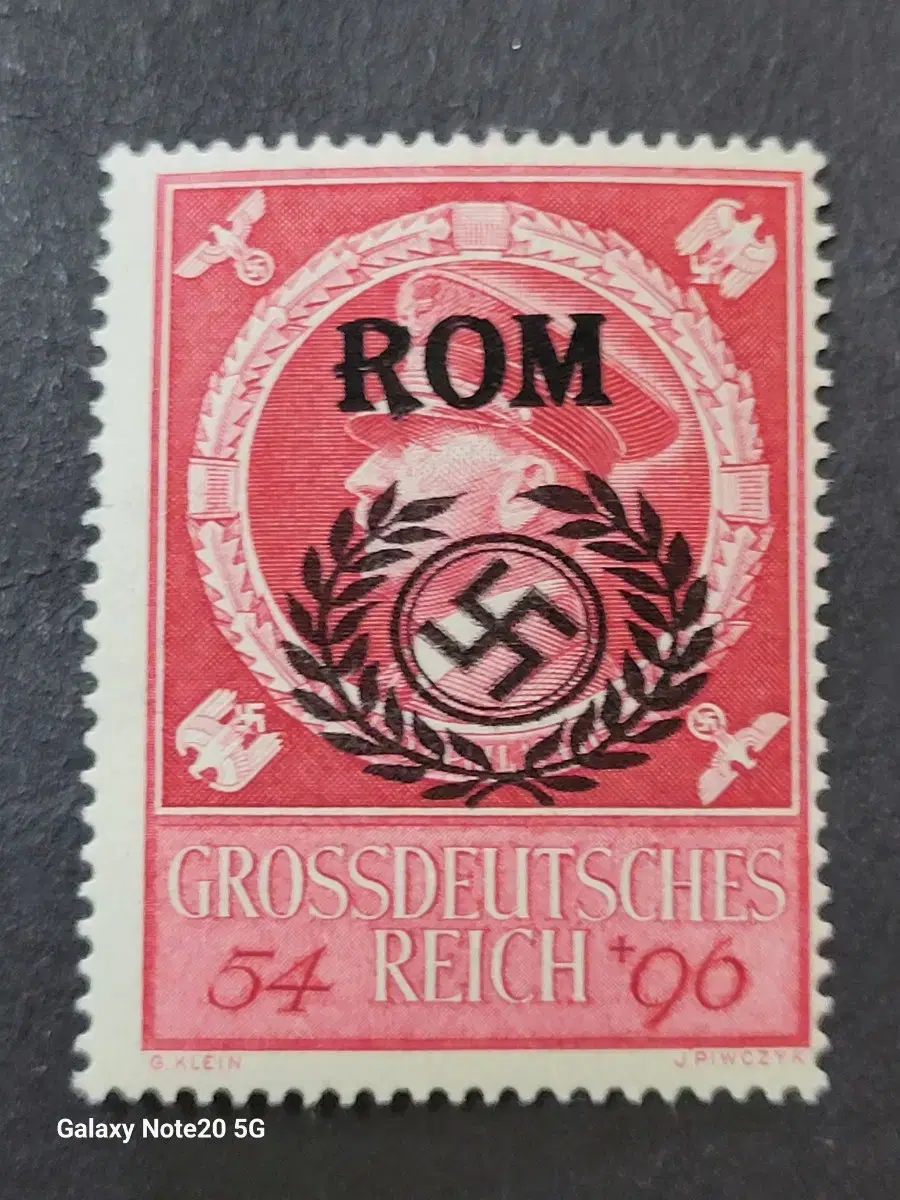 ROM
GROSSDEUTSCHES
54 REICH +96
G. KLEIN J. PIWCZYK
Galaxy Note20 5G